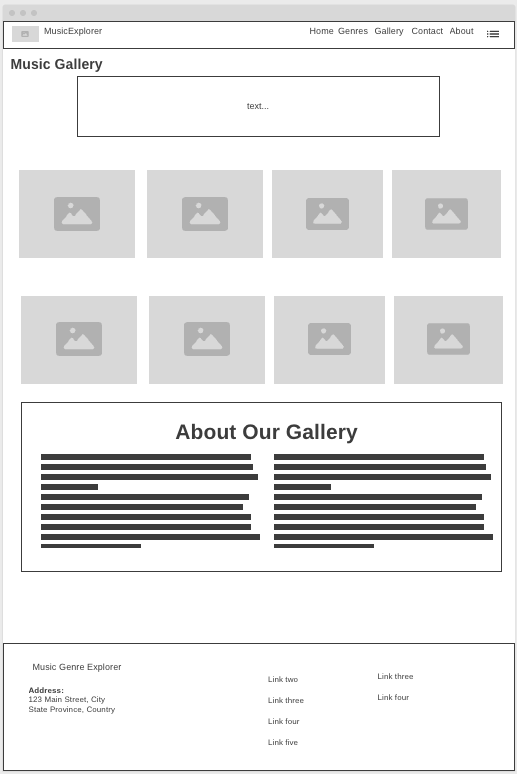 MusicExplorer
Home Genres Gallery Contact About
Music Gallery
text...
About Our Gallery
Music Genre Explorer
Address:
123 Main Street, City
State Province, Country
Link two
Link three
Link four
Link five
Link three
Link four